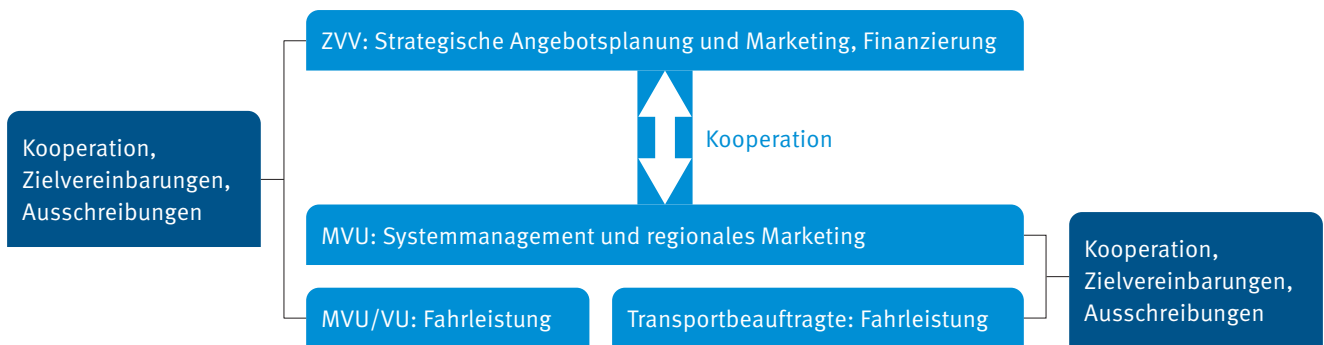 ZVV: Strategische Angebotsplanung und Marketing, Finanzierung
Kooperation,
Zielvereinbarungen,
Ausschreibungen
Kooperation
MVU: Systemmanagement und regionales Marketing
Kooperation,
Zielvereinbarungen,
Ausschreibungen
MVU/VU: Fahrleistung
Transportbeauftragte: Fahrleistung